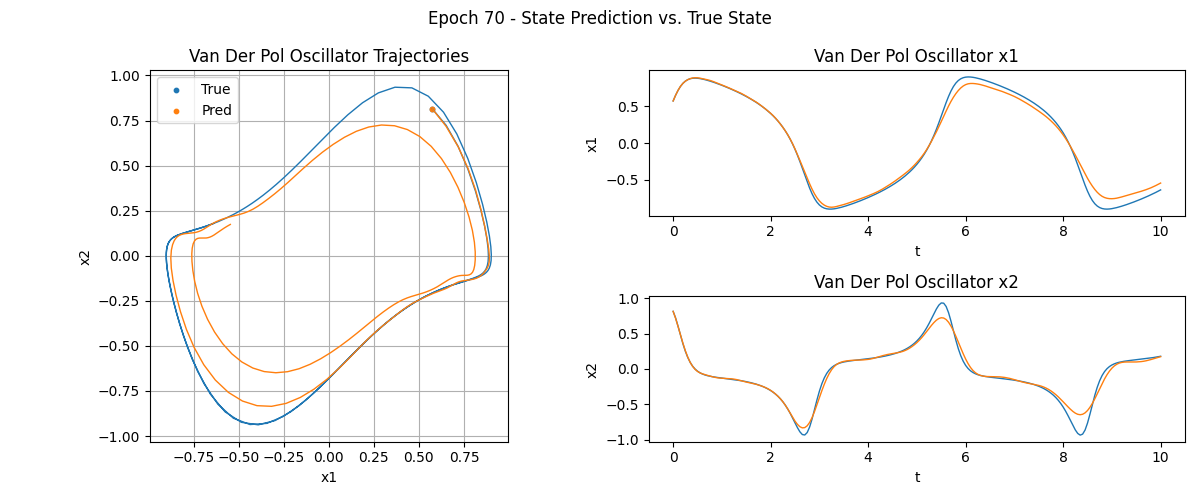 Epoch 70 - State Prediction vs. True State
Van Der Pol Oscillator Trajectories
True
Pred
1.00
0.75
0.50
0.25
0.00
−0.25
−0.50
−0.75
−1.00
x2
−0.75 −0.50 −0.25 0.00 0.25 0.50 0.75
x1
Van Der Pol Oscillator x1
0.5
0.0
−0.5
x1
0 2 4 6 8 10
t
Van Der Pol Oscillator x2
1.0
0.5
0.0
−0.5
−1.0
x2
0 2 4 6 8 10
t